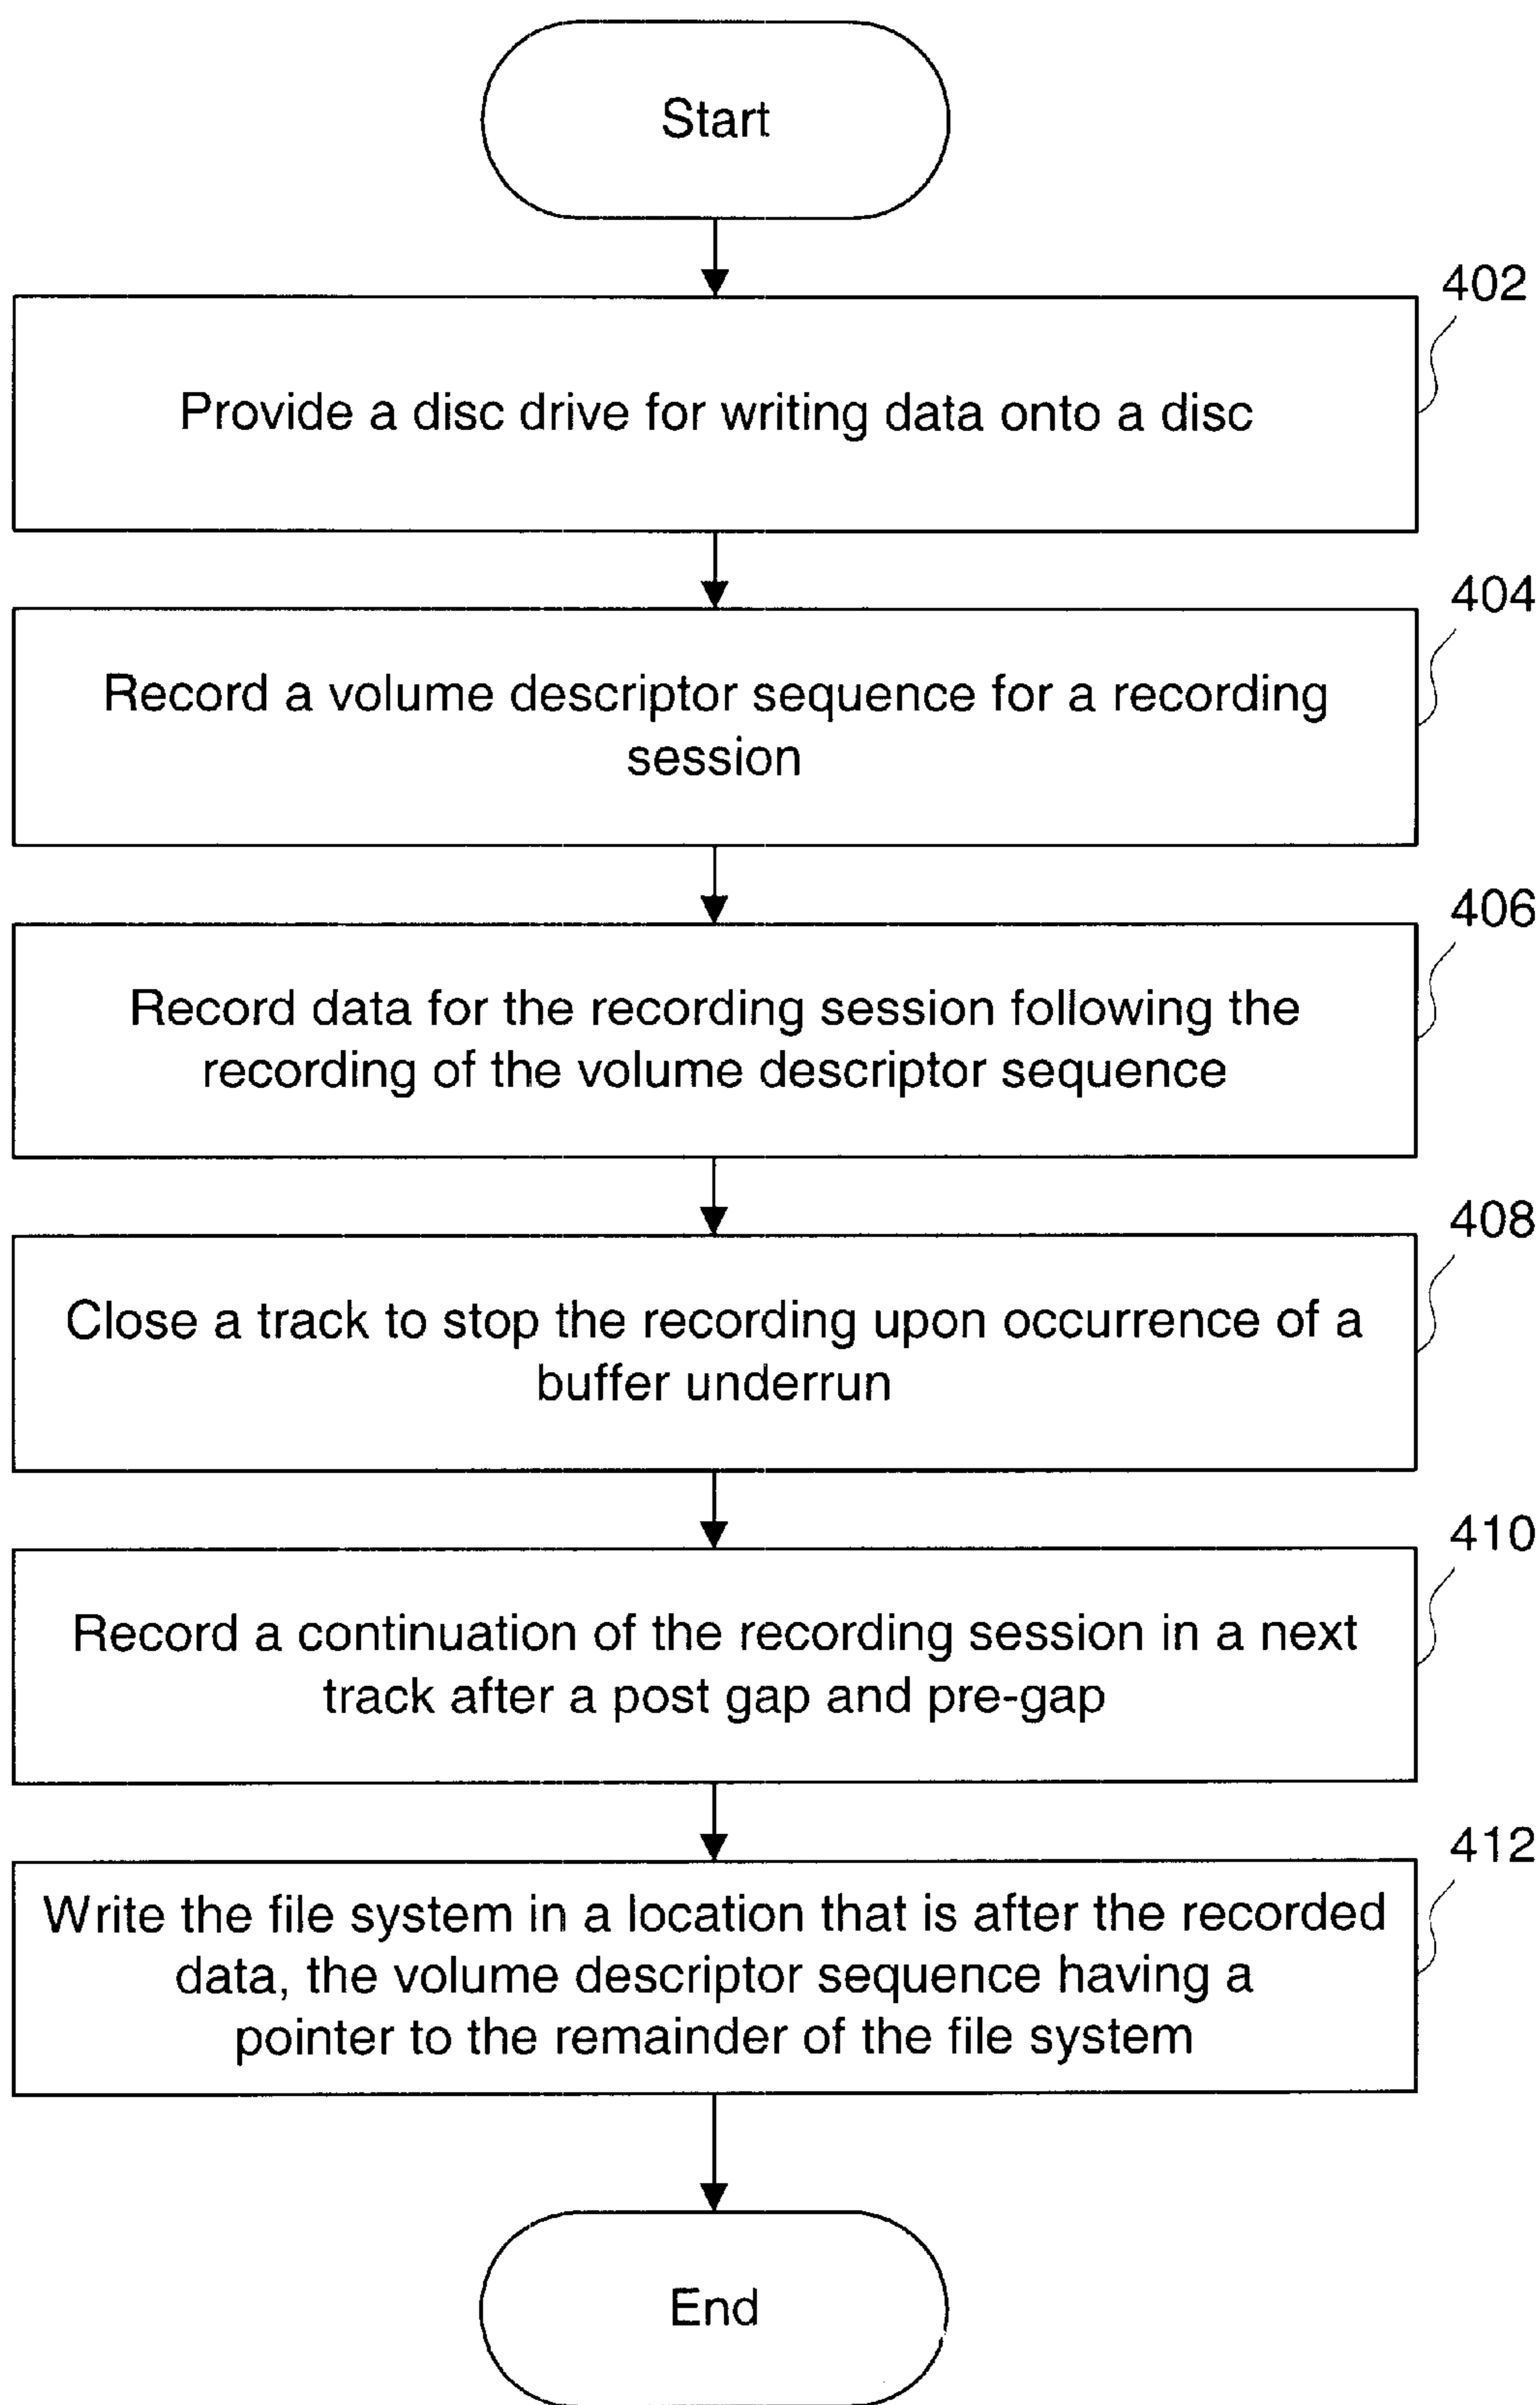 Start
402
Provide a disc drive for writing data onto a disc
404
Record a volume descriptor sequence for a recording
session
406
Record data for the recording session following the
recording of the volume descriptor sequence
408
Close a track to stop the recording upon occurrence of a
buffer underrun
410
Record a continuation of the recording session in a next
track after a post gap and pre-gap
412
Write the file system in a location that is after the recorded
data, the volume descriptor sequence having a
pointer to the remainder of the file system
End